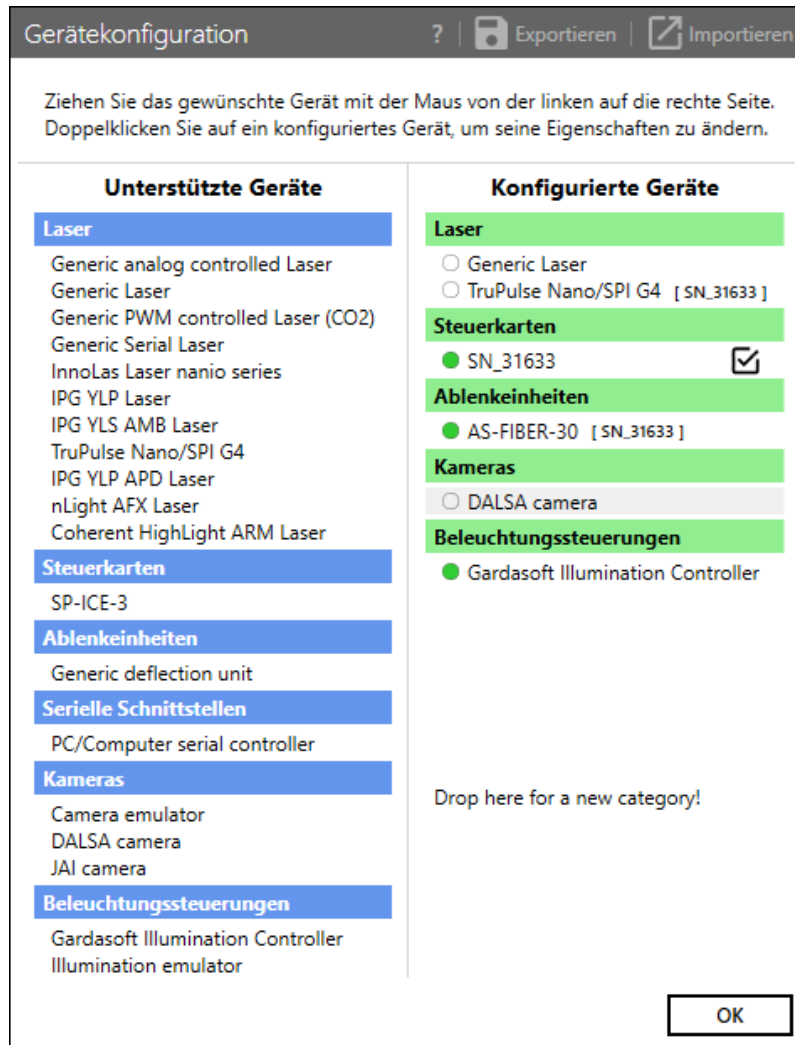 Gerätekonfiguration
? | Exportieren | Importieren
Ziehen Sie das gewünschte Gerät mit der Maus von der linken auf die rechte Seite.
Doppelklicken Sie auf ein konfiguriertes Gerät, um seine Eigenschaften zu ändern.
Unterstützte Geräte
Laser
Generic analog controlled Laser
Generic Laser
Generic PWM controlled Laser (CO2)
Generic Serial Laser
InnoLas Laser nanio series
IPG YLP Laser
IPG YLS AMB Laser
TruPulse Nano/SPI G4
IPG YLP APD Laser
nLight AFX Laser
Coherent HighLight ARM Laser
Steuerkarten
SP-ICE-3
Ablenkeinheiten
Generic deflection unit
Serielle Schnittstellen
PC/Computer serial controller
Kameras
Camera emulator
DALSA camera
JAI camera
Beleuchtungssteuerungen
Gardasoft Illumination Controller
Illumination emulator
Konfigurierte Geräte
Laser
Generic Laser
TruPulse Nano/SPI G4 [ SN_31633 ]
Steuerkarten
SN_31633
Ablenkeinheiten
AS-FIBER-30 [ SN_31633 ]
Kameras
DALSA camera
Beleuchtungssteuerungen
Gardasoft Illumination Controller
Drop here for a new category!
OK